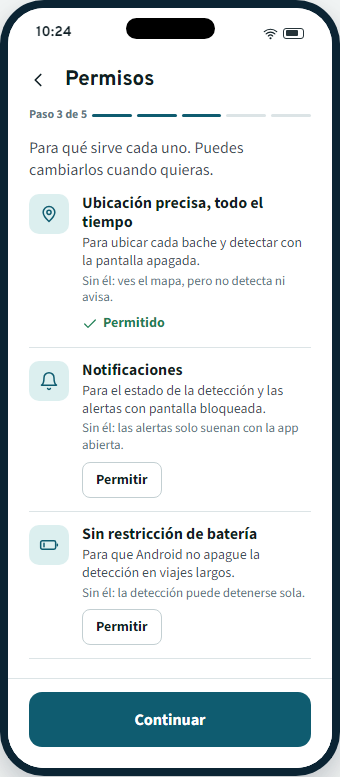 10:24
Permisos
Paso 3 de 5
Para qué sirve cada uno. Puedes
cambiarlos cuando quieras.
Ubicación precisa, todo el
tiempo
Para ubicar cada bache y detectar con
la pantalla apagada.
Sin él: ves el mapa, pero no detecta ni
avisa.
Permitido
Notificaciones
Para el estado de la detección y las
alertas con pantalla bloqueada.
Sin él: las alertas solo suenan con la app
abierta.
Permitir
Sin restricción de batería
Para que Android no apague la
detección en viajes largos.
Sin él: la detección puede detenerse sola.
Permitir
Continuar